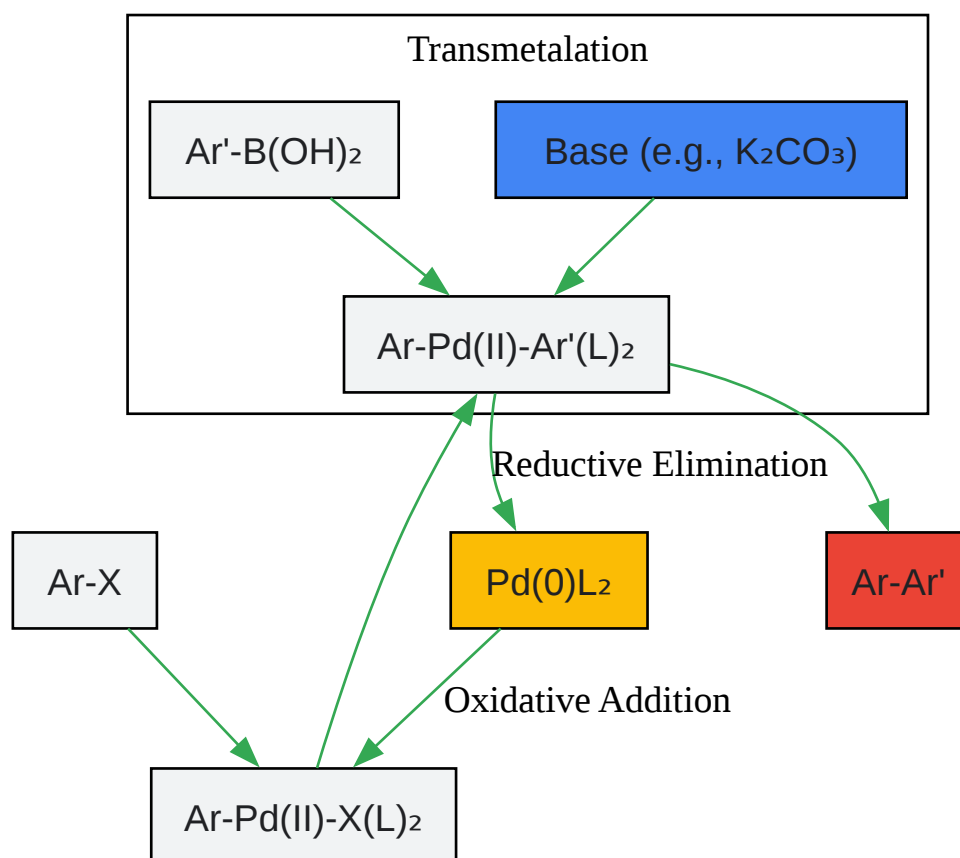 Transmetalation
Ar'-B(OH)₂
Base (e.g., K₂CO₃)
Ar-Pd(II)-Ar'(L)₂
Reductive Elimination
Ar-X
Pd(0)L₂
Ar-Ar'
Oxidative Addition
Ar-Pd(II)-X(L)₂